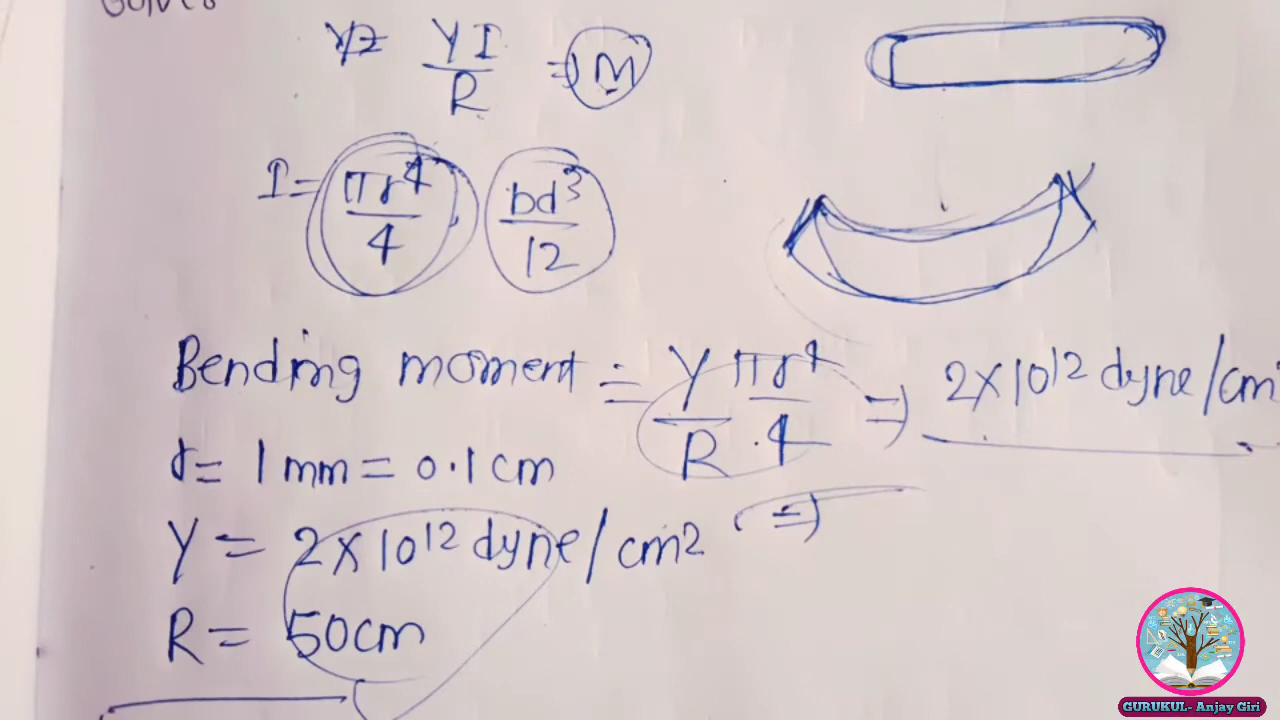 YI/R ⇒ M
I = πr⁴/4 bd³/12
Bending moment = Y/R . πr⁴/4 ⇒ 2×10¹² dyne/cm²
r = 1 mm = 0.1 cm
Y = 2×10¹² dyne/cm² ⇒
R = 50cm
GURUKUL- Anjay Giri